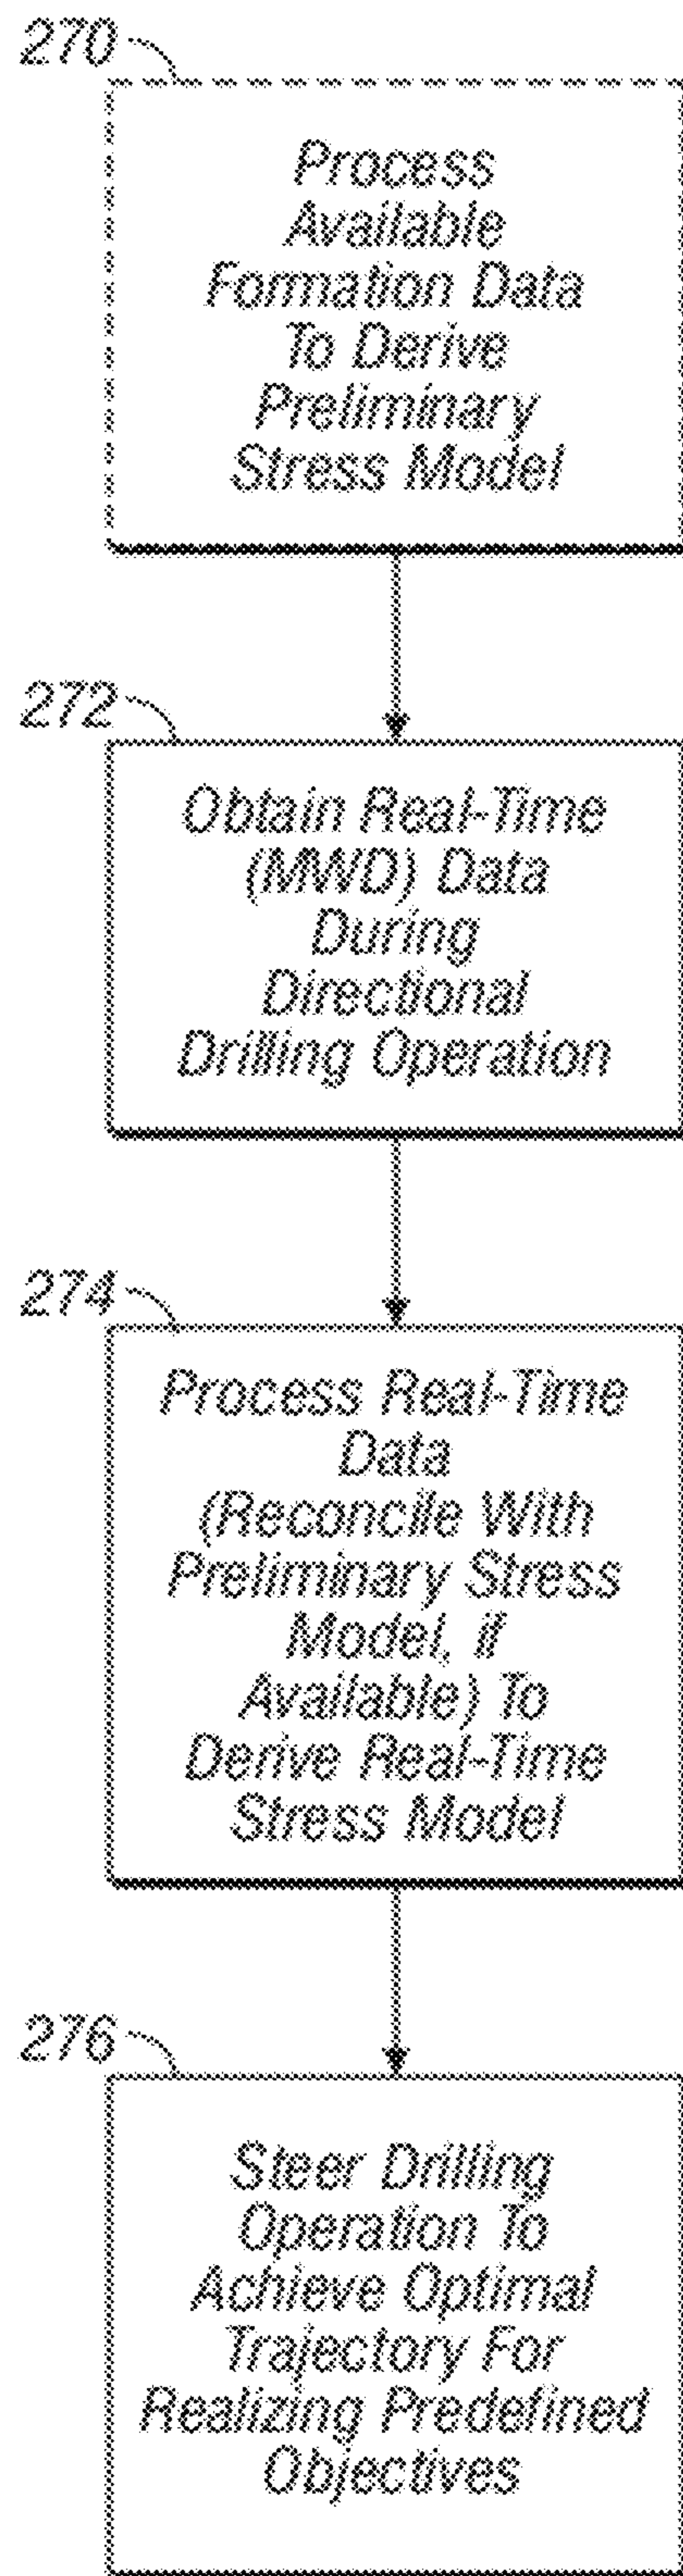 270
Process
Available
Formation Data
To Derive
Preliminary
Stress Model
272
Obtain Real-Time
(MWD) Data
During
Directional
Drilling Operation
274
Process Real-Time
Data
(Reconcile With
Preliminary Stress
Model, if
Available) To
Derive Real-Time
Stress Model
276
Steer Drilling
Operation To
Achieve Optimal
Trajectory For
Realizing Predefined
Objectives